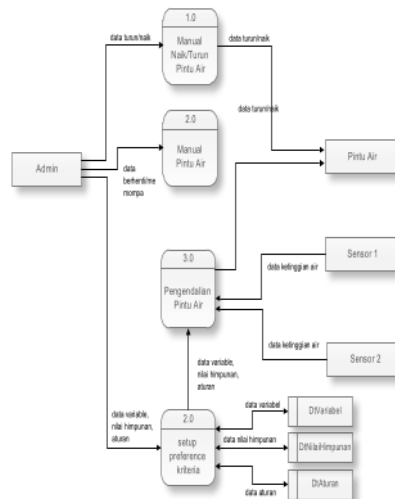 1.0
Manual
Naik/Turun
Pintu Air
data turun/naik
data turun/naik
data turun/naik
2.0
Manual
Pintu Air
Admin
data
berhenti/me
mompa
Pintu Air
3.0
Pengendalian
Pintu Air
Sensor 1
data ketinggian air
data ketinggian air
Sensor 2
data variable,
nilai himpunan,
aturan
data variable,
nilai himpunan,
aturan
2.0
setup
preference
kriteria
data variabel
DtVariabel
data nilai himpunan
DtNilaiHimpunan
data aturan
DtAturan